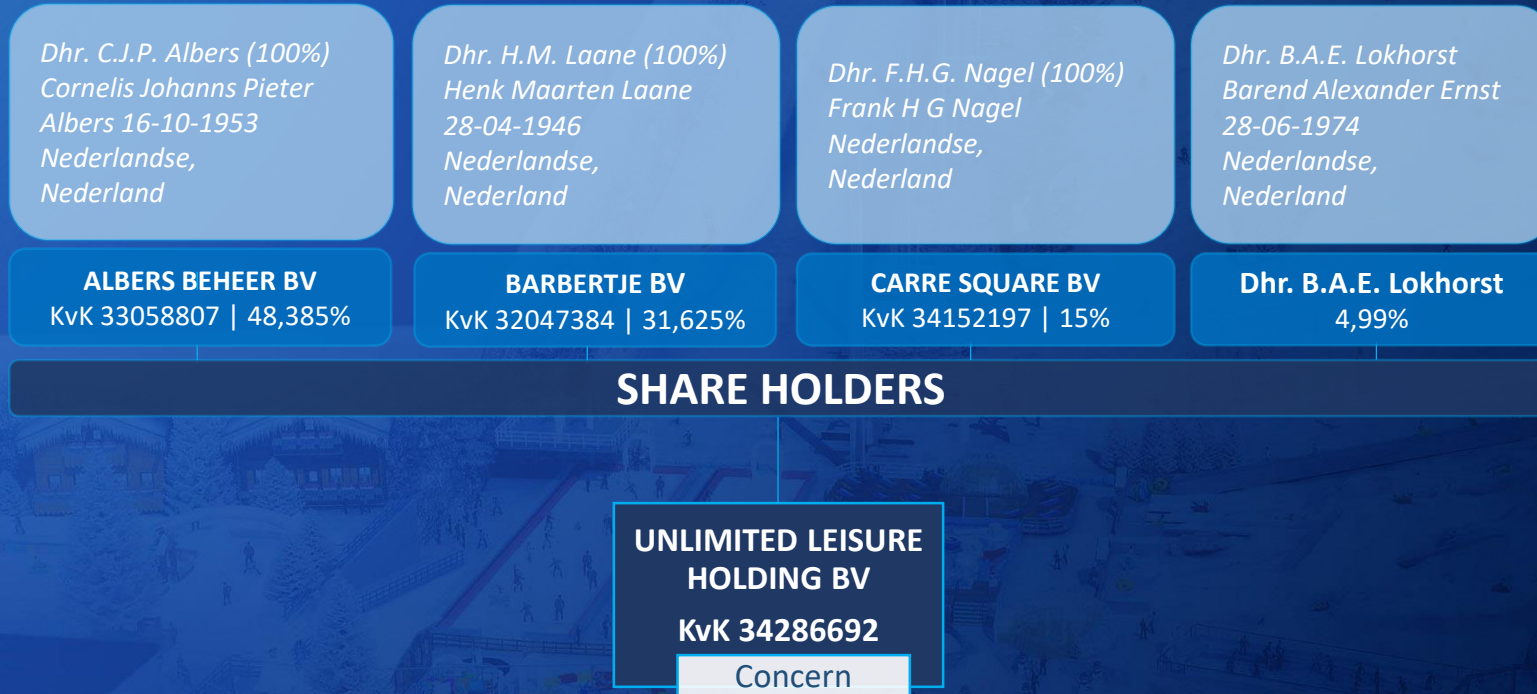 Dhr. C.J.P. Albers (100%)
Cornelis Johanns Pieter
Albers 16-10-1953
Nederlandse,
Nederland
Dhr. H.M. Laane (100%)
Henk Maarten Laane
28-04-1946
Nederlandse,
Nederland
Dhr. F.H.G. Nagel (100%)
Frank H G Nagel
Nederlandse,
Nederland
Dhr. B.A.E. Lokhorst
Barend Alexander Ernst
28-06-1974
Nederlandse,
Nederland
ALBERS BEHEER BV
KvK 33058807 | 48,385%
BARBERTJE BV
KvK 32047384 | 31,625%
CARRE SQUARE BV
KvK 34152197 | 15%
Dhr. B.A.E. Lokhorst
4,99%
SHARE HOLDERS
UNLIMITED LEISURE
HOLDING BV
KvK 34286692
Concern